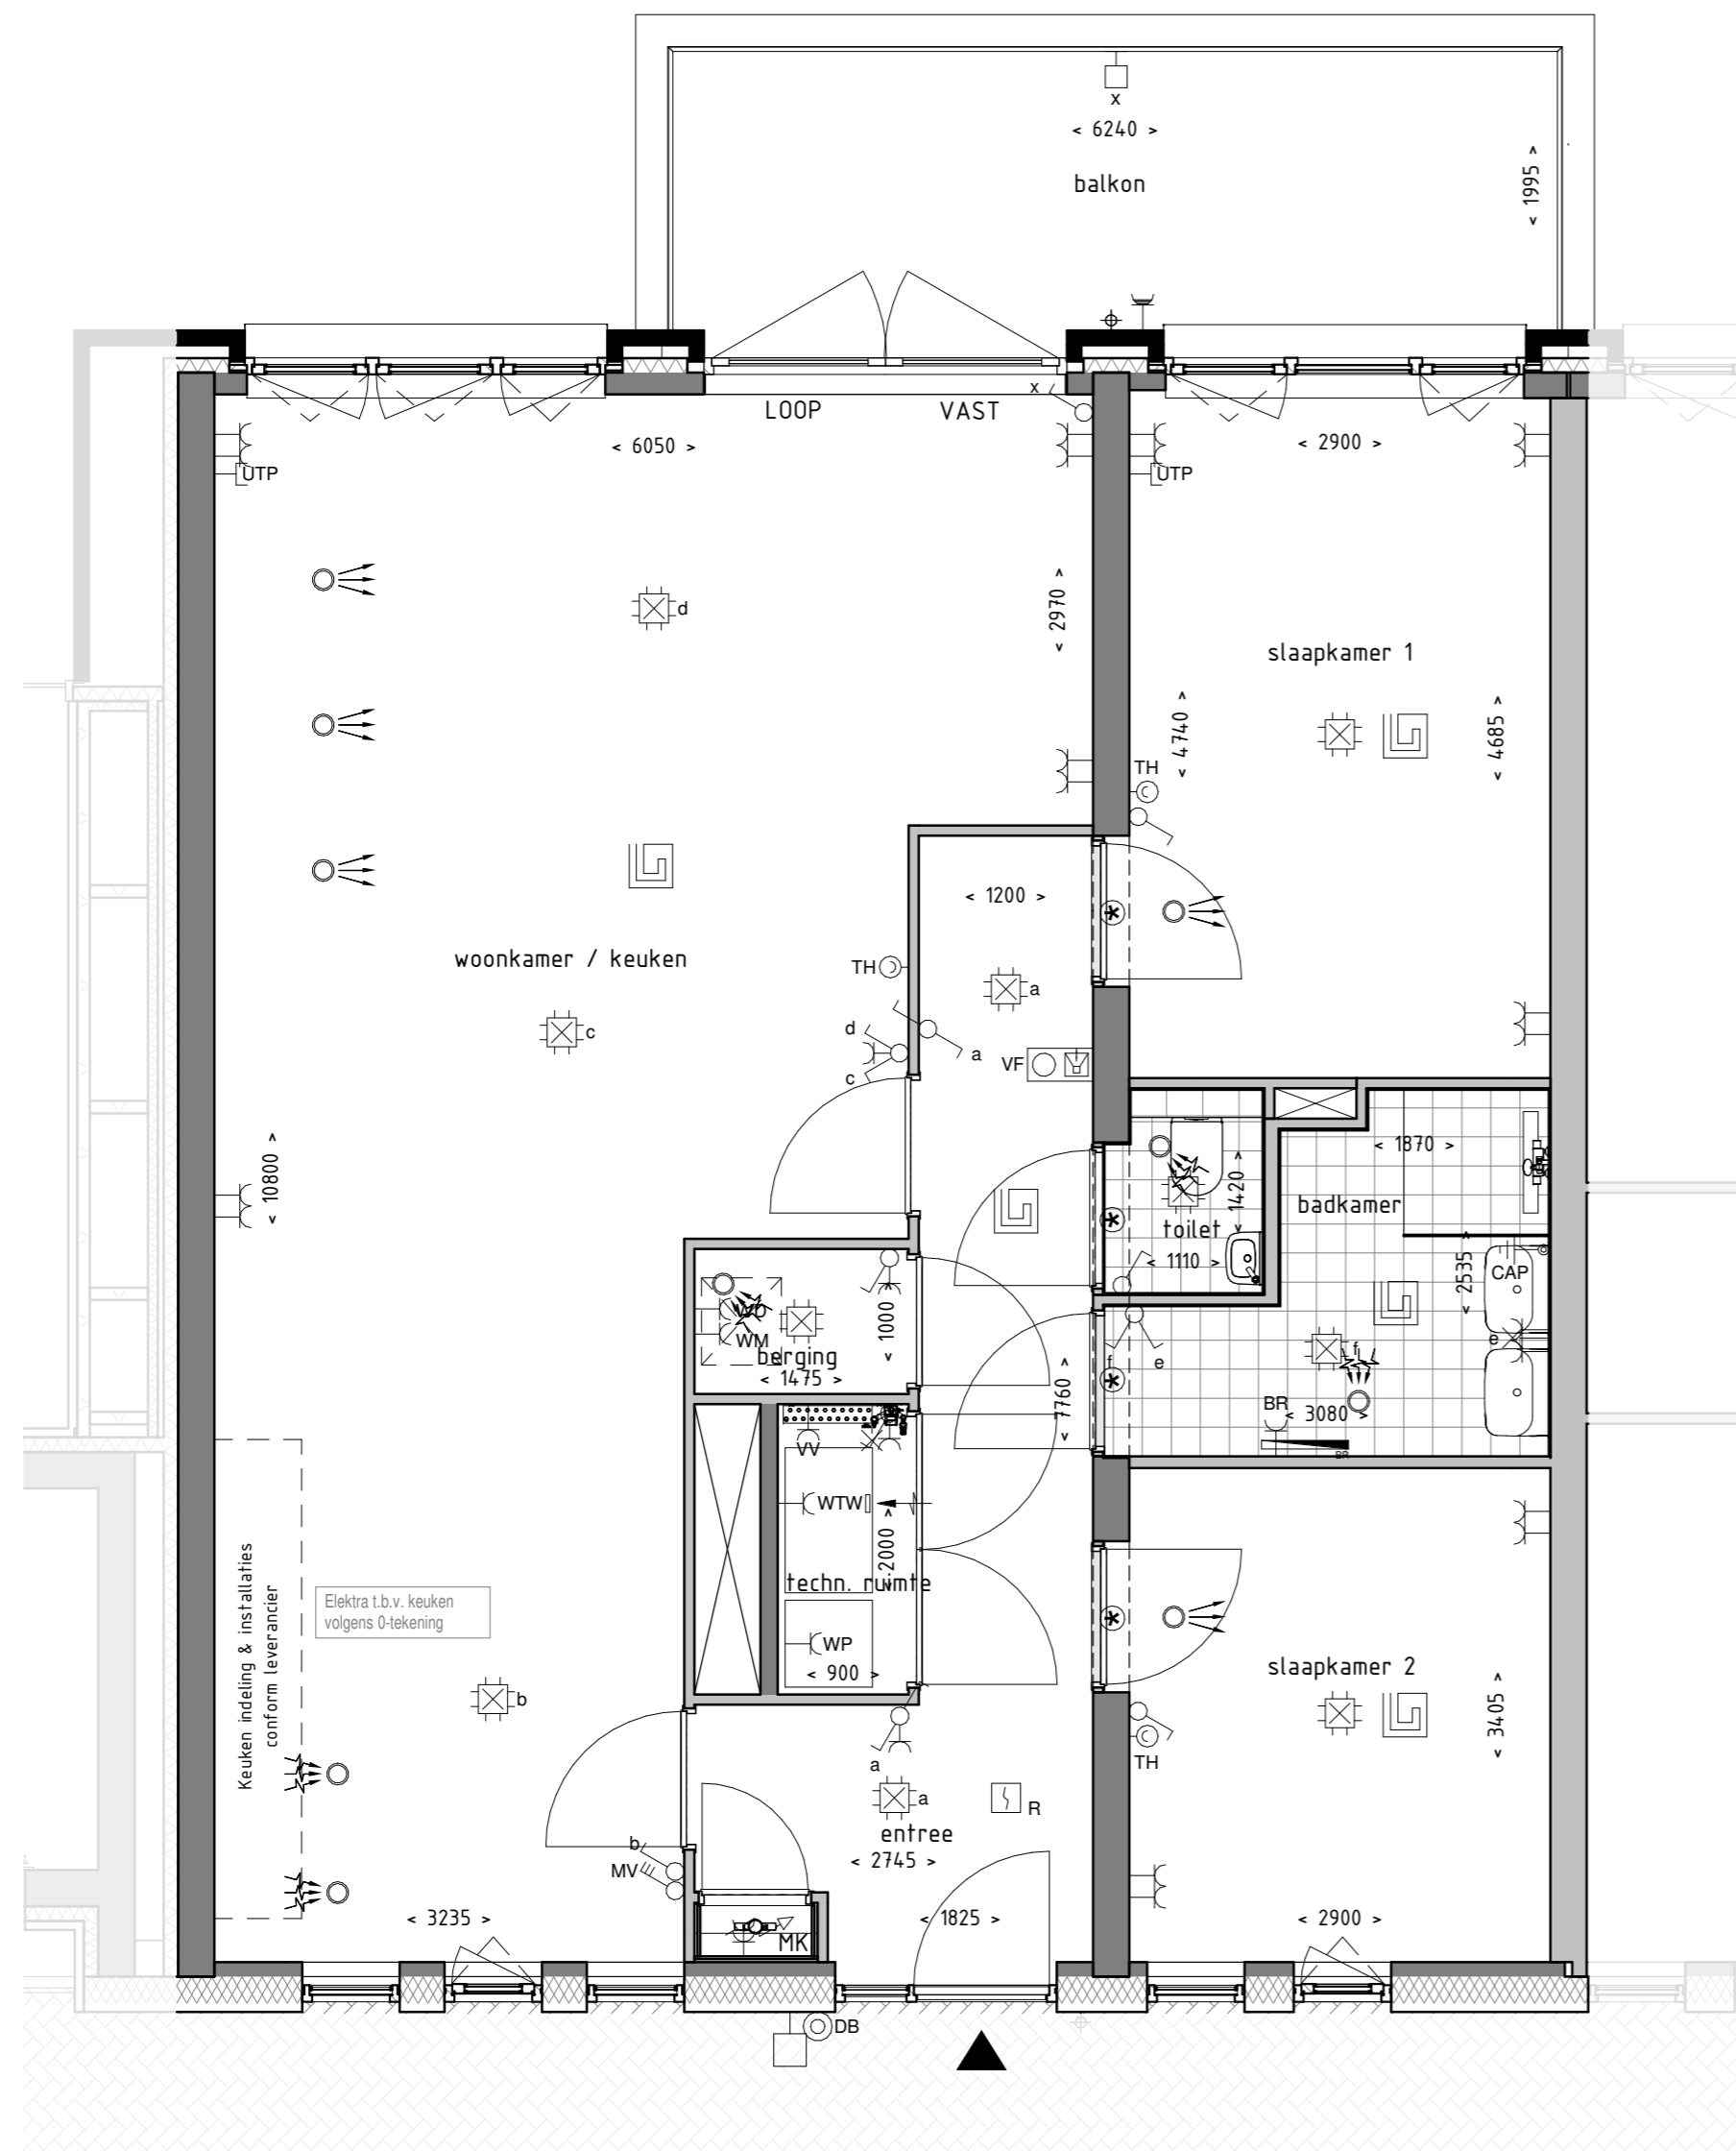 x
< 6240 >
balkon
< 1995 >
LOOP
VAST
x
< 6050 >
< 2900 >
UTP
UTP
d
< 2970 >
slaapkamer 1
< 4740 >
< 4685 >
TH
< 1200 >
woonkamer / keuken
TH
a
c
d
a
c
VF
< 10800 >
< 1870 >
< 1420 >
badkamer
toilet
< 1110 >
< 2535 >
CAP
WD
WM
< 1000 >
berging
< 1475 >
f
e
f
e
< 7760 >
BR
< 3080 >
BR
VV
WTW
< 2000 >
techn. ruimte
WP
< 900 >
Keuken indeling & installaties
conform leverancier
Elektra t.b.v. keuken
volgens 0-tekening
slaapkamer 2
b
< 3405 >
TH
a
a
R
entree
< 2745 >
b
MV
< 3235 >
< 1825 >
< 2900 >
MK
DB